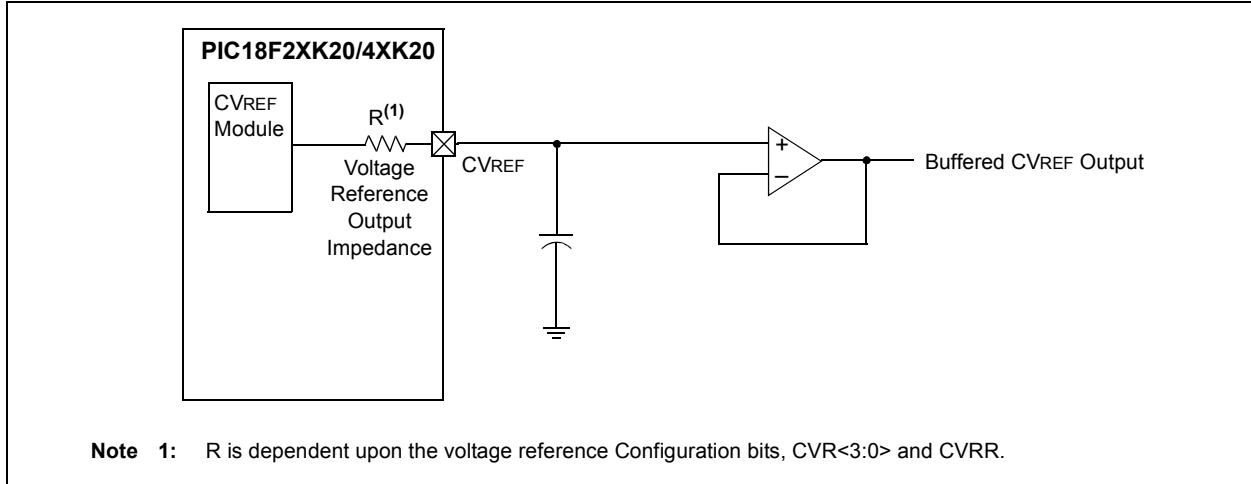 PIC18F2XK20/4XK20
CVREF
Module
R(1)
Voltage
Reference
Output
Impedance
CVREF
+
–
Buffered CVREF Output
Note 1: R is dependent upon the voltage reference Configuration bits, CVR<3:0> and CVRR.